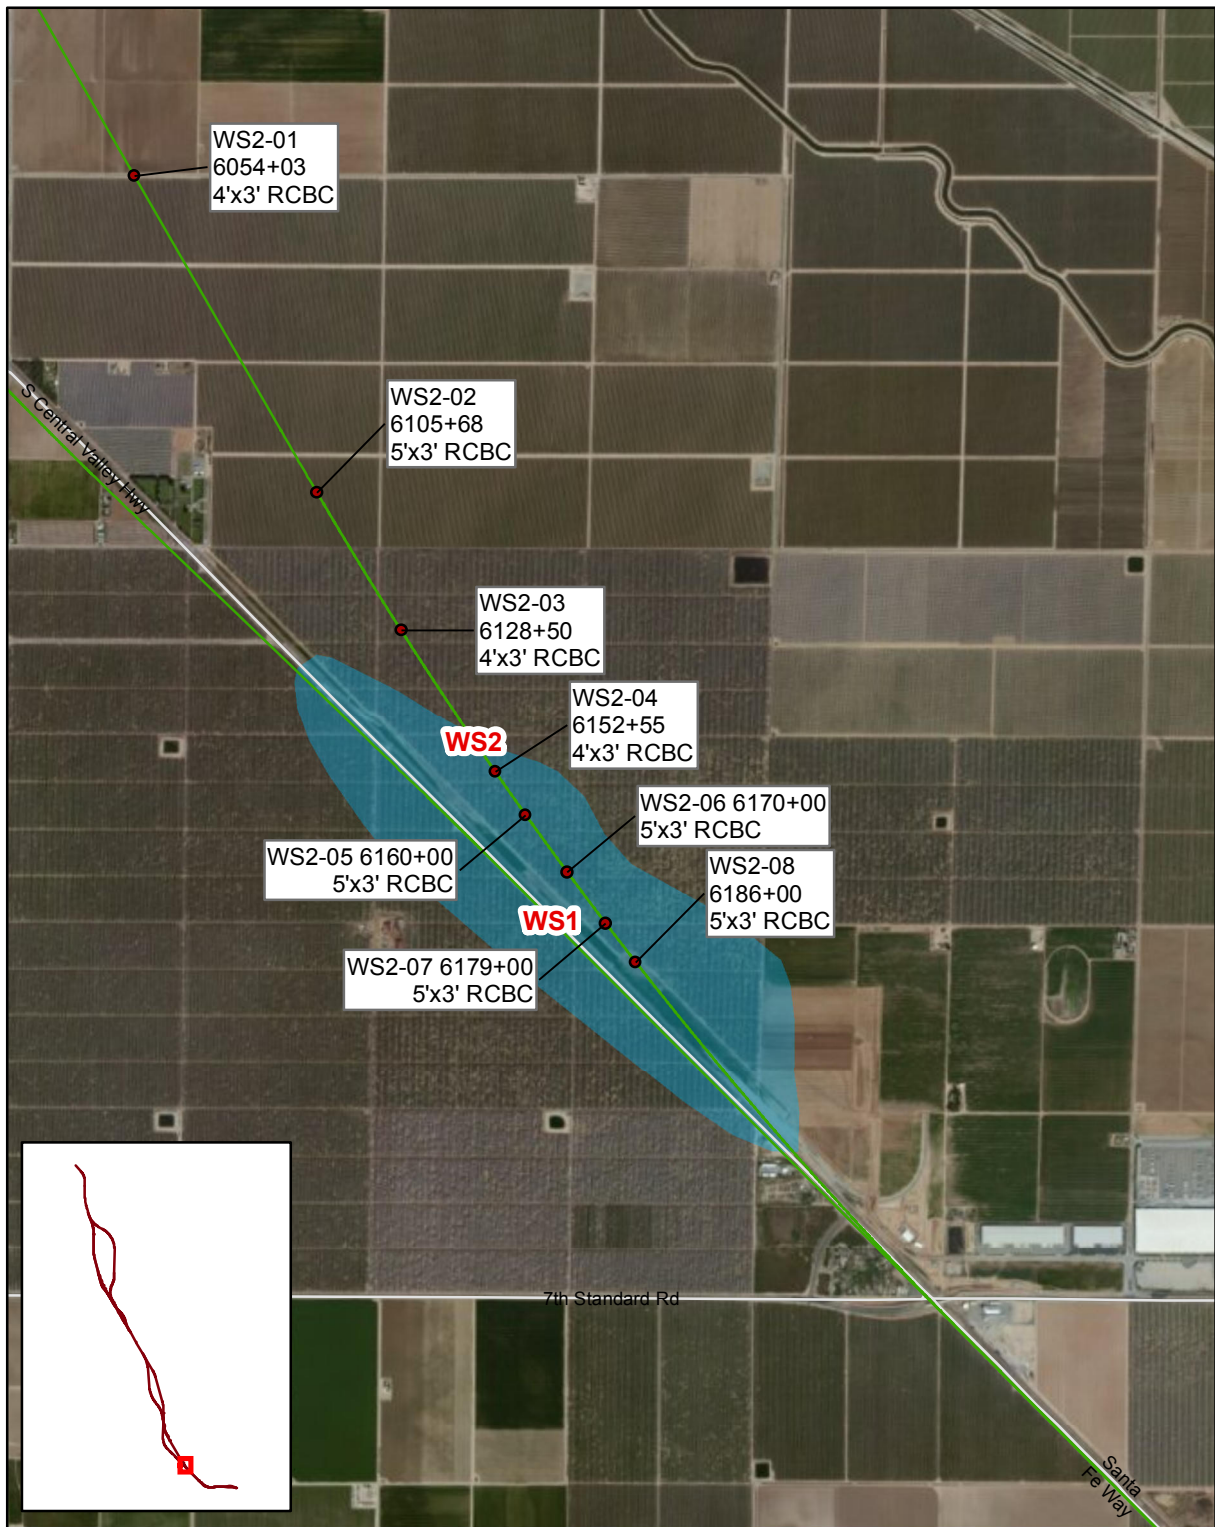 WS2-01
6054+03
4'x3' RCBC
WS2-02
6105+68
5'x3' RCBC
S Central Valley Hwy
WS2-03
6128+50
4'x3' RCBC
WS2-04
6152+55
4'x3' RCBC
WS2
WS2-06 6170+00
5'x3' RCBC
WS2-05 6160+00
5'x3' RCBC
WS2-08
6186+00
5'x3' RCBC
WS1
WS2-07 6179+00
5'x3' RCBC
7th Standard Rd
Santa
Fe Way